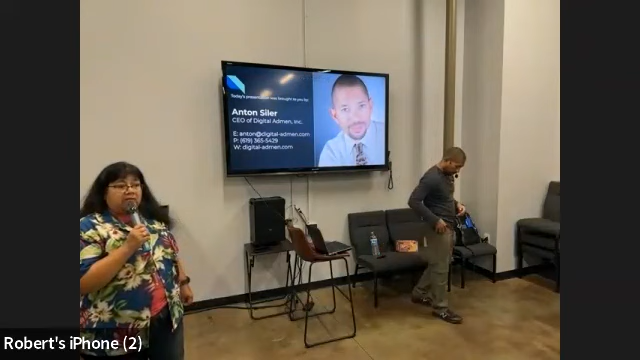 Today's presentation was brought to you by:
Anton Siler
CEO of Digital Admen, Inc.
E: anton@digital-admen.com
P: (619) 365-5429
W: digital-admen.com
Robert's iPhone (2)